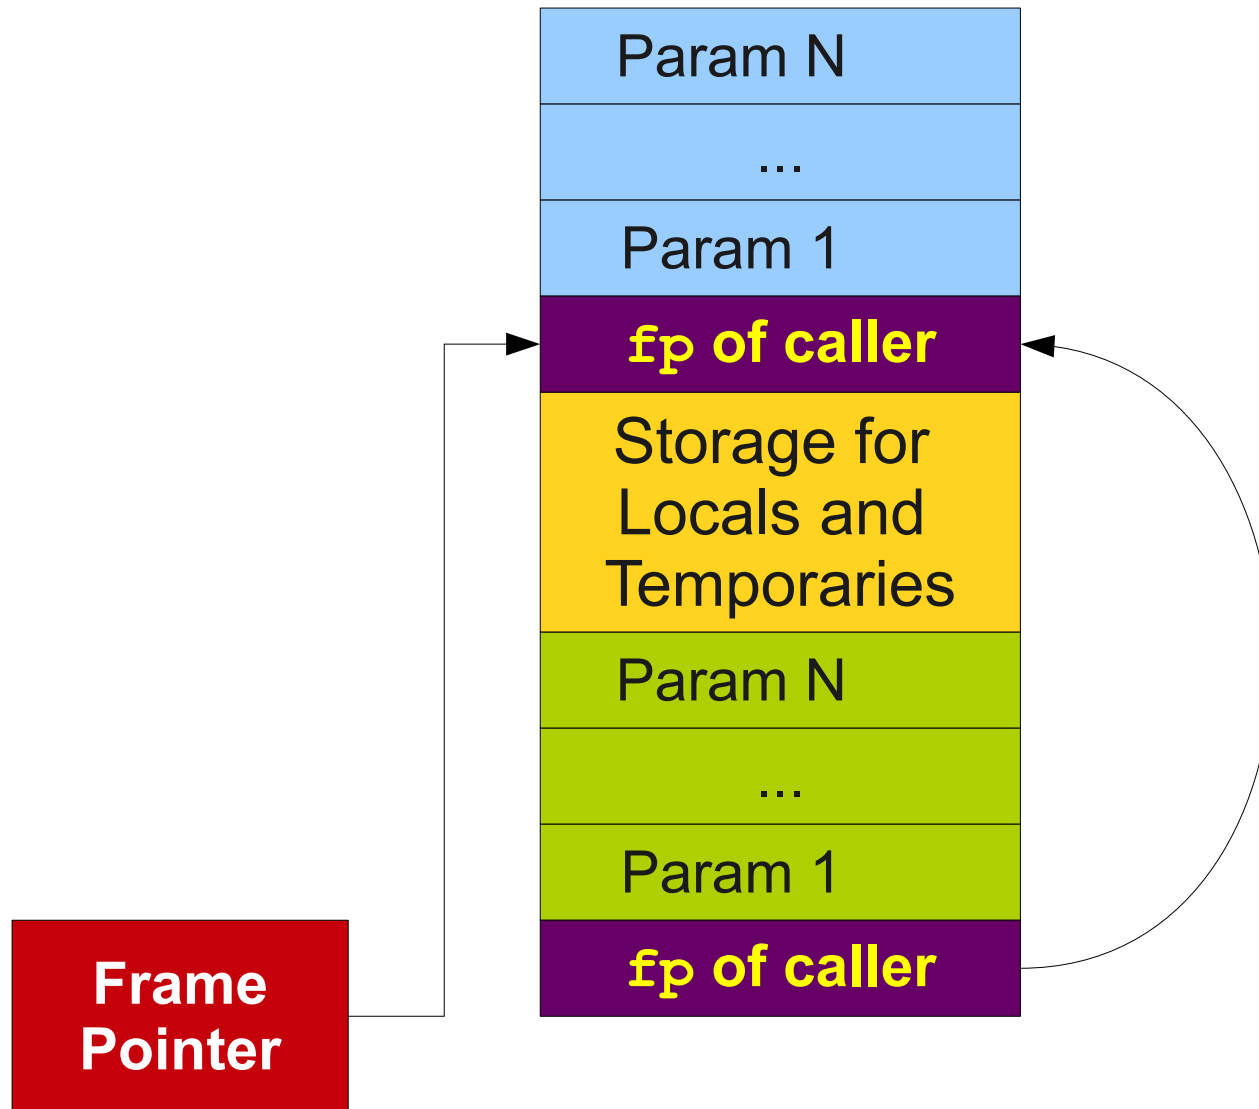 Param N
...
Param 1
fp of caller
Storage for
Locals and
Temporaries
Param N
...
Param 1
fp of caller
Frame
Pointer